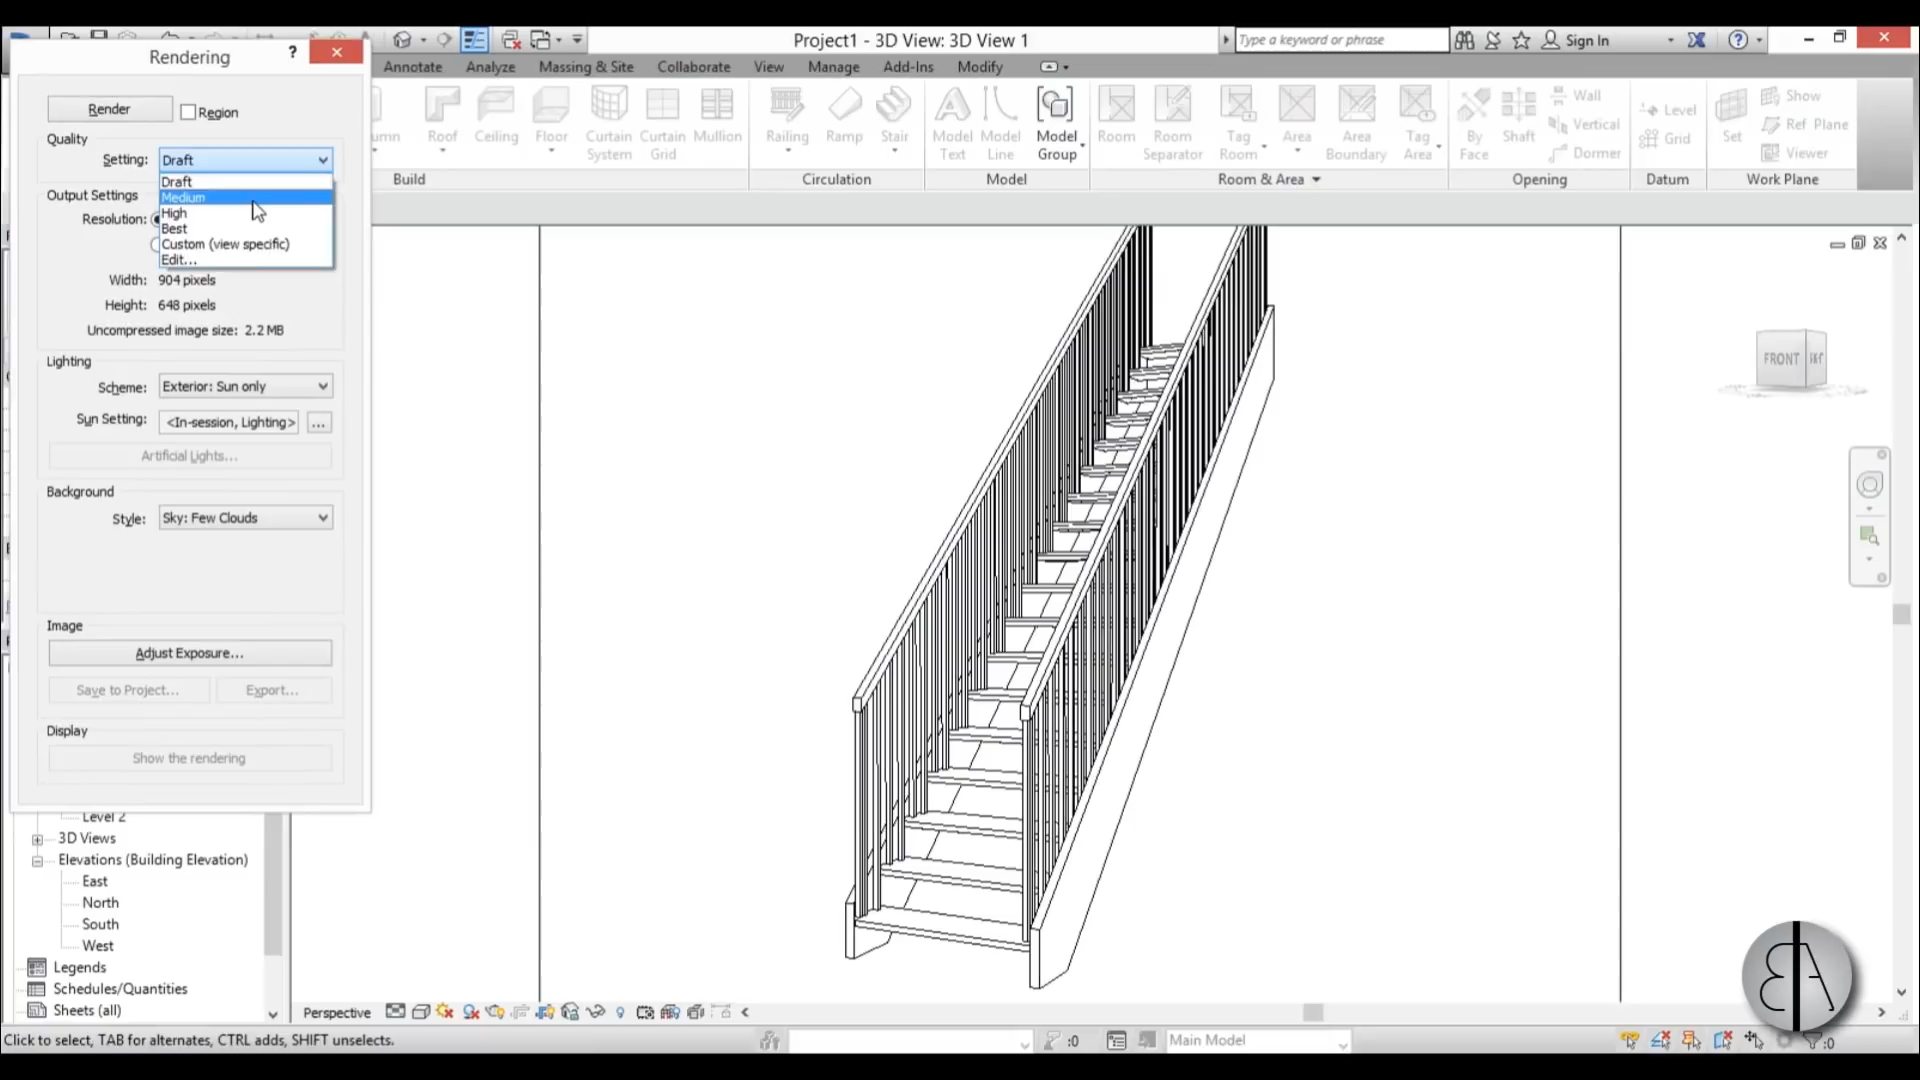 Project1 - 3D View: 3D View 1
Type a keyword or phrase
Sign In
Rendering
?
Annotate
Analyze
Massing & Site
Collaborate
View
Manage
Add-Ins
Modify
Render
Region
Quality
Setting: Draft
Draft
Medium
High
Best
Custom (view specific)
Edit...
Output Settings
Resolution:
Width: 904 pixels
Height: 648 pixels
Uncompressed image size: 2.2 MB
Lighting
Scheme: Exterior: Sun only
Sun Setting: <In-session, Lighting> ...
Artificial Lights...
Background
Style: Sky: Few Clouds
Image
Adjust Exposure...
Save to Project...
Export...
Display
Show the rendering
umn
Roof
Ceiling
Floor
Curtain System
Curtain Grid
Mullion
Build
Railing
Ramp
Stair
Circulation
Model Text
Model Line
Model Group
Model
Room
Room Separator
Tag Room
Area
Area Boundary
Tag Area
Room & Area
By Face
Shaft
Wall
Vertical
Dormer
Opening
Level
Grid
Datum
Set
Show
Ref Plane
Viewer
Work Plane
FRONT
Level 2
3D Views
Elevations (Building Elevation)
East
North
South
West
Legends
Schedules/Quantities
Sheets (all)
Perspective
Click to select, TAB for alternates, CTRL adds, SHIFT unselects.
:0
Main Model
:0